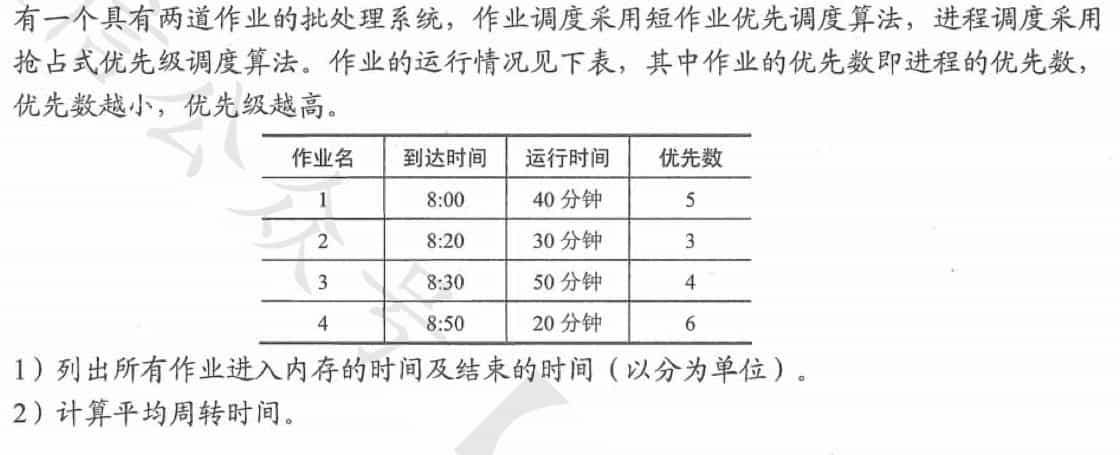 有一个具有两道作业的批处理系统，作业调度采用短作业优先调度算法，进程调度采用
抢占式优先级调度算法。作业的运行情况见下表，其中作业的优先数即进程的优先数，
优先数越小，优先级越高。
作业名 到达时间 运行时间 优先数
1 8:00 40 分钟 5
2 8:20 30 分钟 3
3 8:30 50 分钟 4
4 8:50 20 分钟 6
1）列出所有作业进入内存的时间及结束的时间（以分为单位）。
2）计算平均周转时间。
公众号【